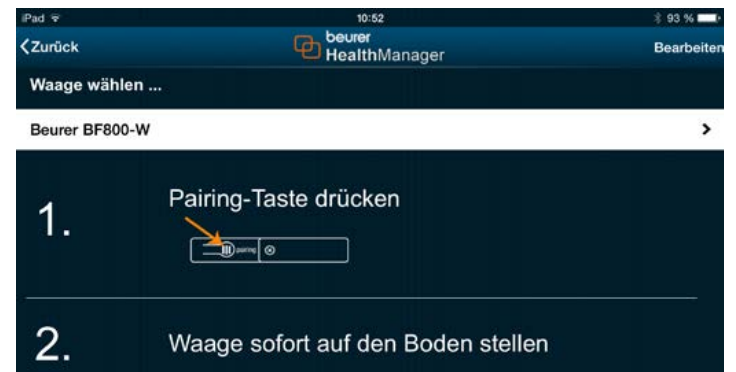 iPad 10:52 93 %
Zurück beurer HealthManager Bearbeiten
Waage wählen ...
Beurer BF800-W
1. Pairing-Taste drücken
pairing
2. Waage sofort auf den Boden stellen